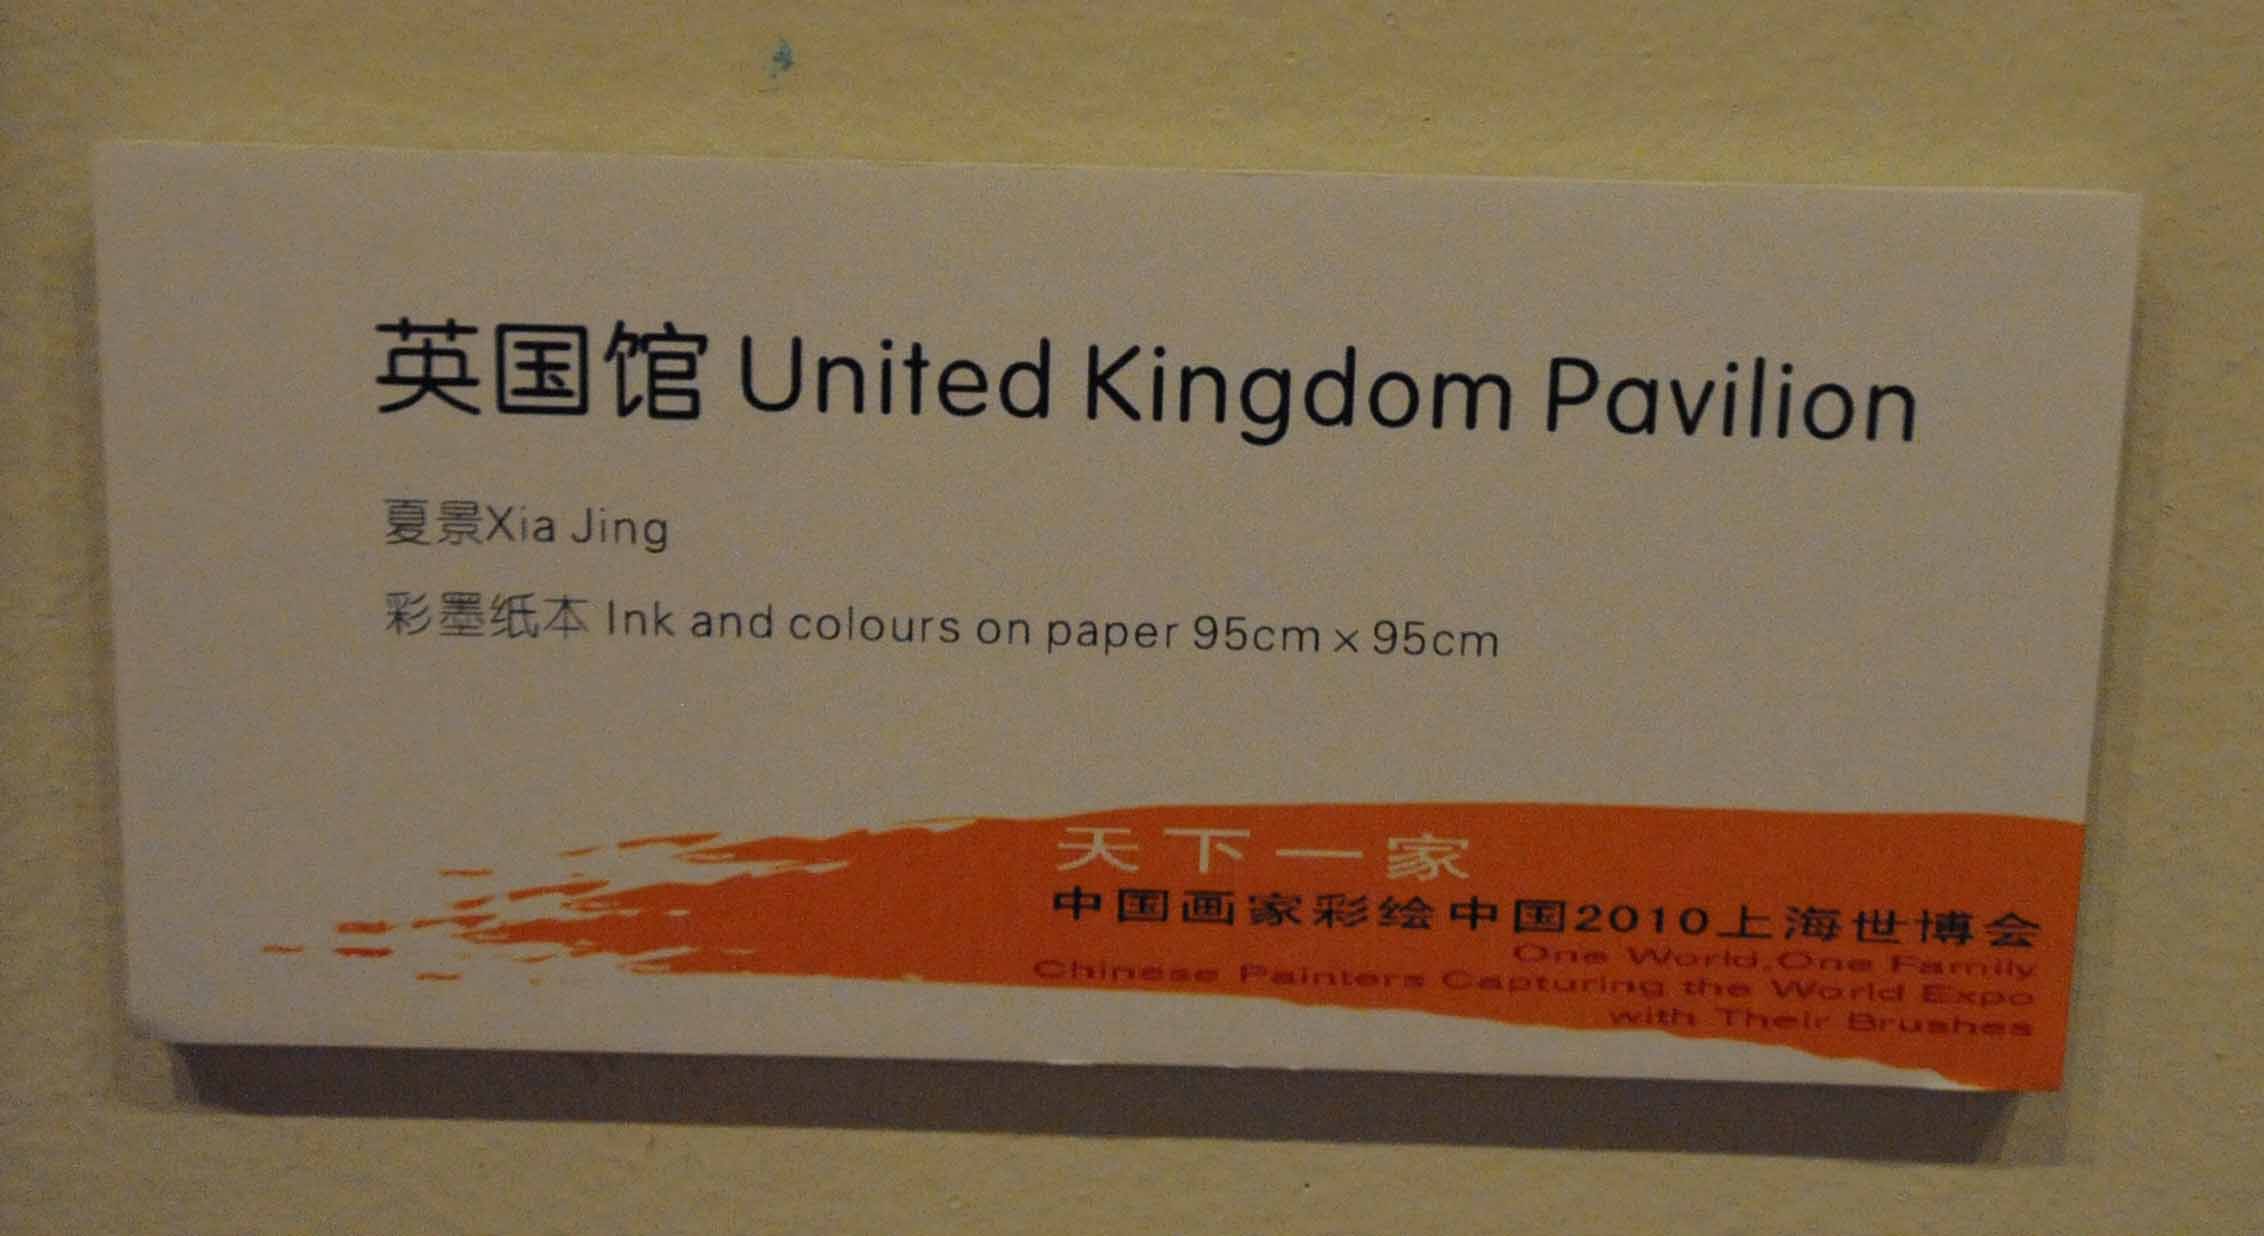 英国馆 United Kingdom Pavilion
夏景Xia Jing
彩墨纸本 Ink and colours on paper 95cm x 95cm
天下一家
中国画家彩绘中国2010上海世博会
One World,One Family
Chinese Painters Capturing the World Expo
with Their Brushes